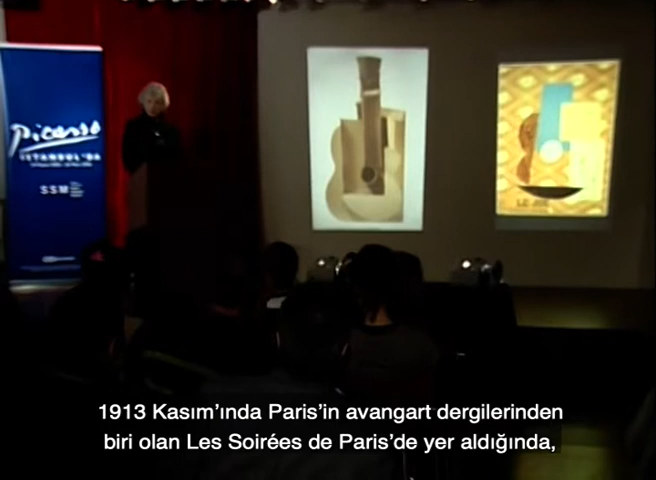 Picasso
İSTANBUL'DA
SSM
LE JOU
1913 Kasım'ında Paris'in avangart dergilerinden
biri olan Les Soirées de Paris'de yer aldığında,